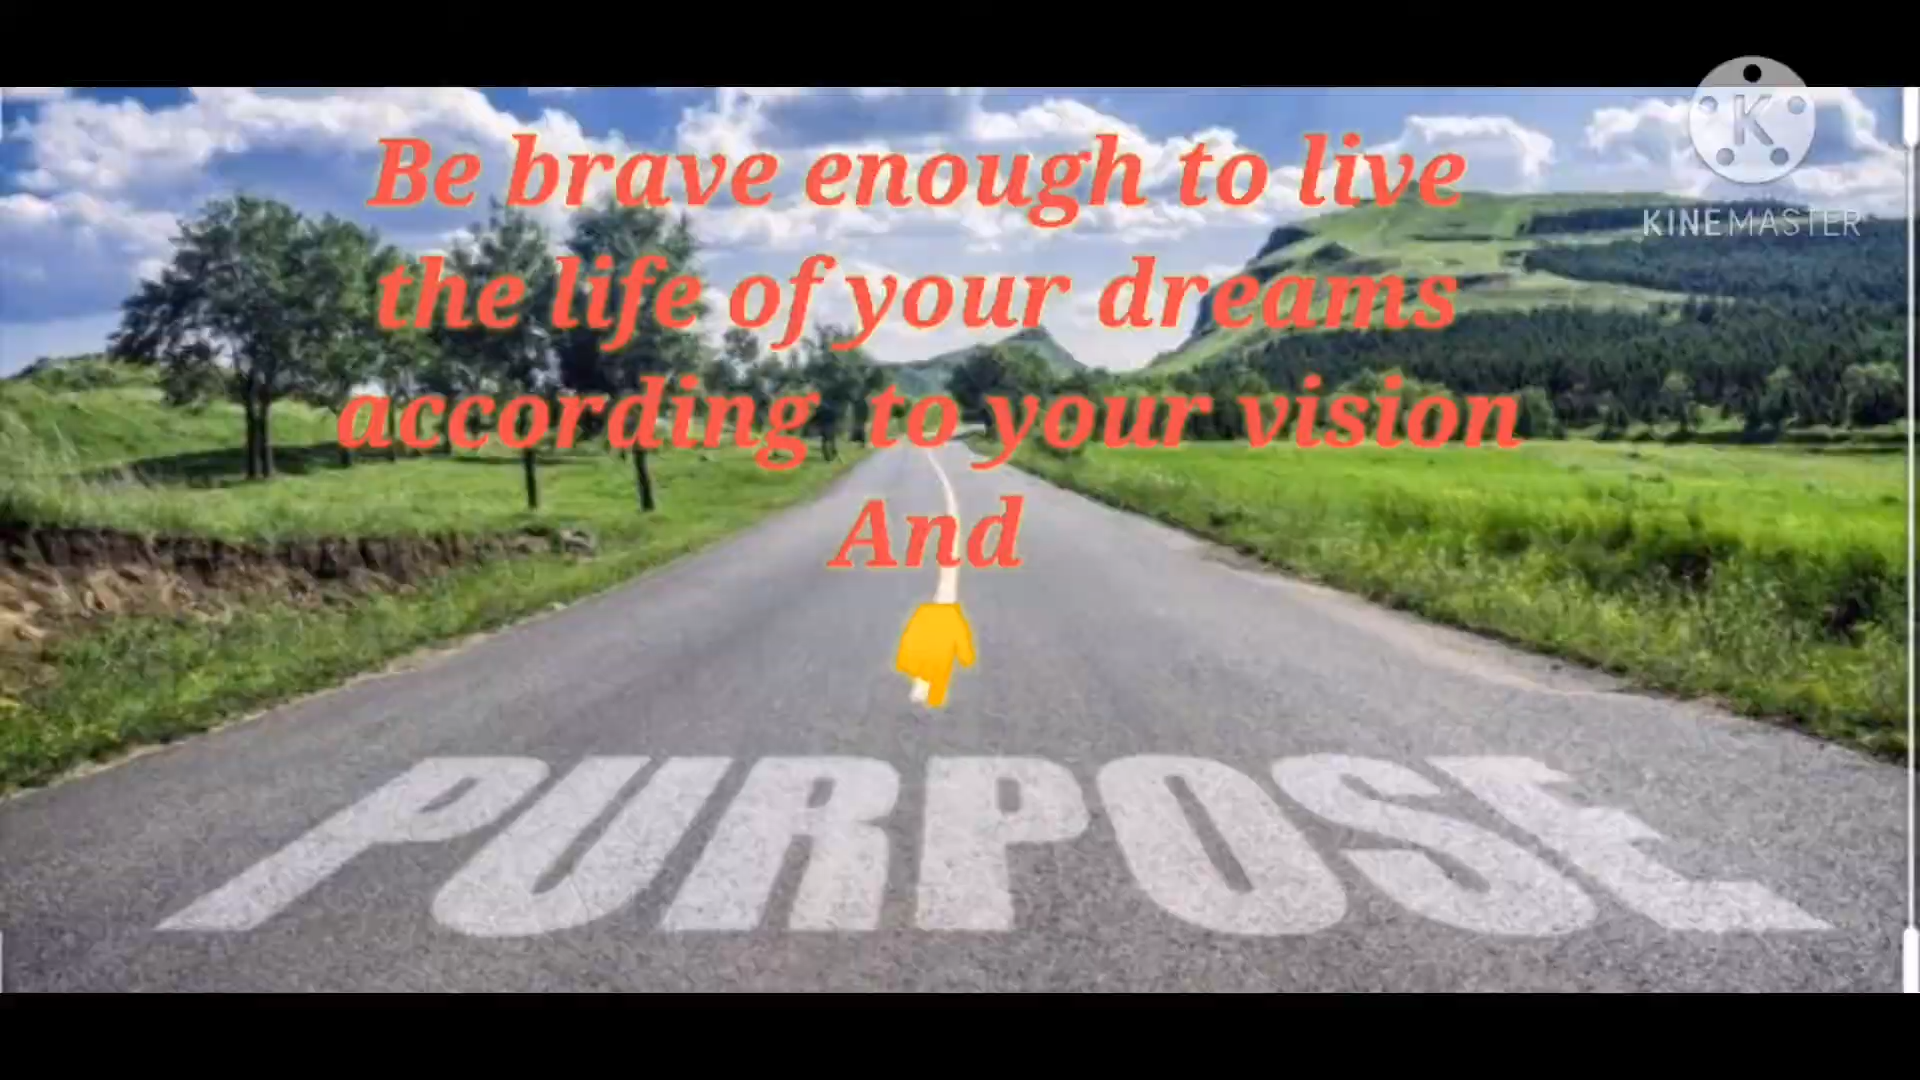 Be brave enough to live
the life of your dreams
according to your vision
And
PURPOSE
K
KINEMASTER